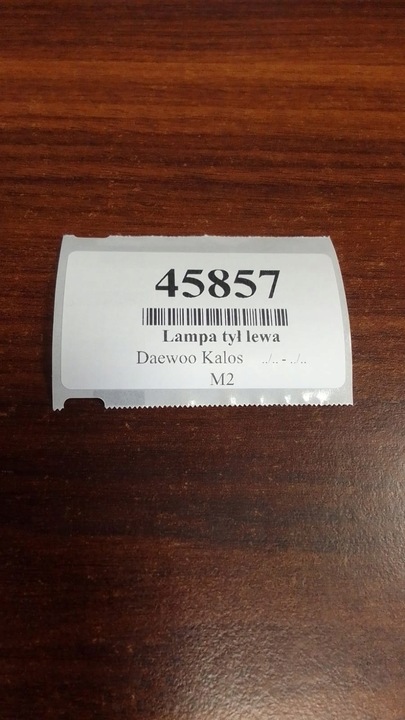 45857
Lampa tył lewa
Daewoo Kalos ../.. - ../..
M2